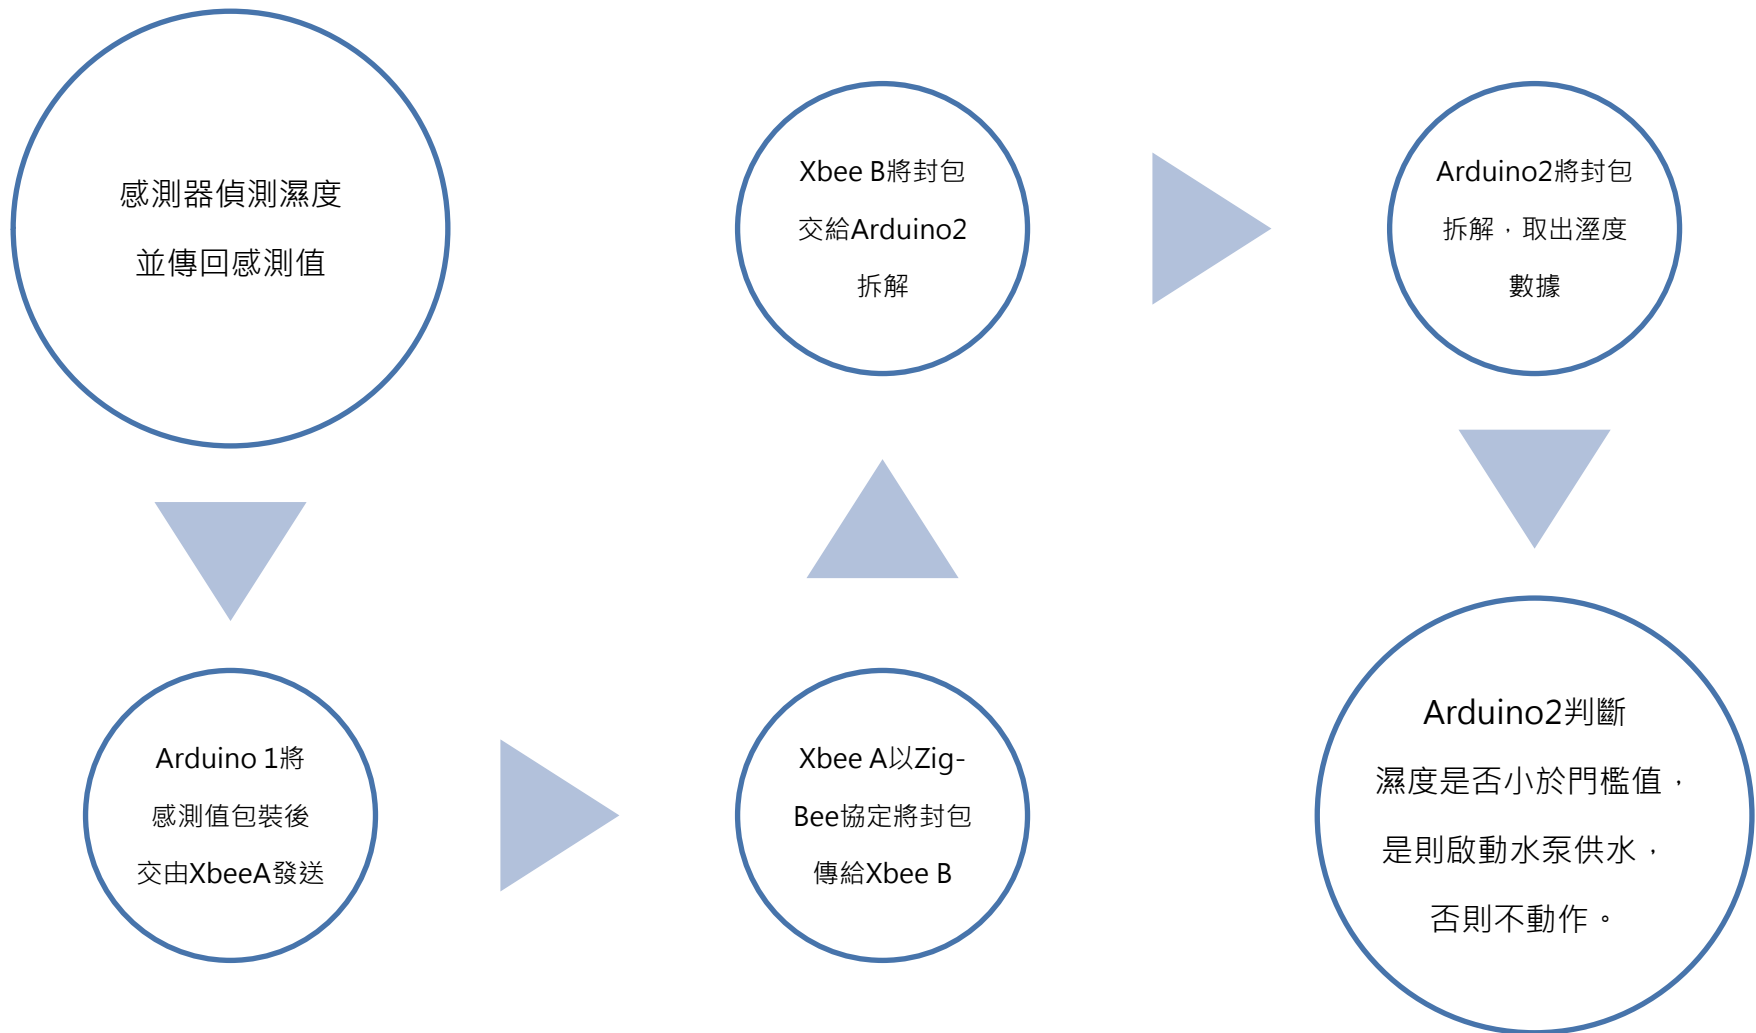 感測器偵測濕度
並傳回感測值
Arduino 1將
感測值包裝後
交由XbeeA發送
Xbee A以Zig-
Bee協定將封包
傳給Xbee B
Xbee B將封包
交給Arduino2
拆解
Arduino2將封包
拆解，取出溼度
數據
Arduino2判斷
濕度是否小於門檻值，
是則啟動水泵供水，
否則不動作。